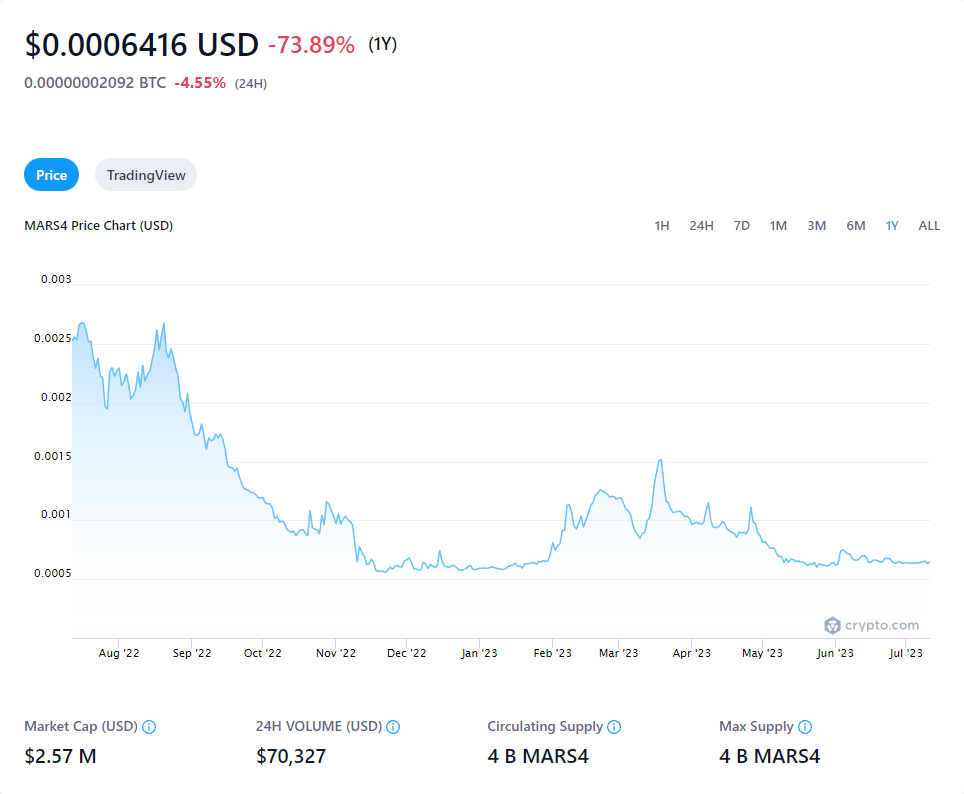 $0.0006416 USD -73.89% (1Y)
0.00000002092 BTC -4.55% (24H)
Price TradingView
MARS4 Price Chart (USD) 1H 24H 7D 1M 3M 6M 1Y ALL
0.003
0.0025
0.002
0.0015
0.001
0.0005
crypto.com
Aug '22 Sep '22 Oct '22 Nov '22 Dec '22 Jan '23 Feb '23 Mar '23 Apr '23 May '23 Jun '23 Jul '23
Market Cap (USD) 24H VOLUME (USD) Circulating Supply Max Supply
$2.57 M $70,327 4 B MARS4 4 B MARS4